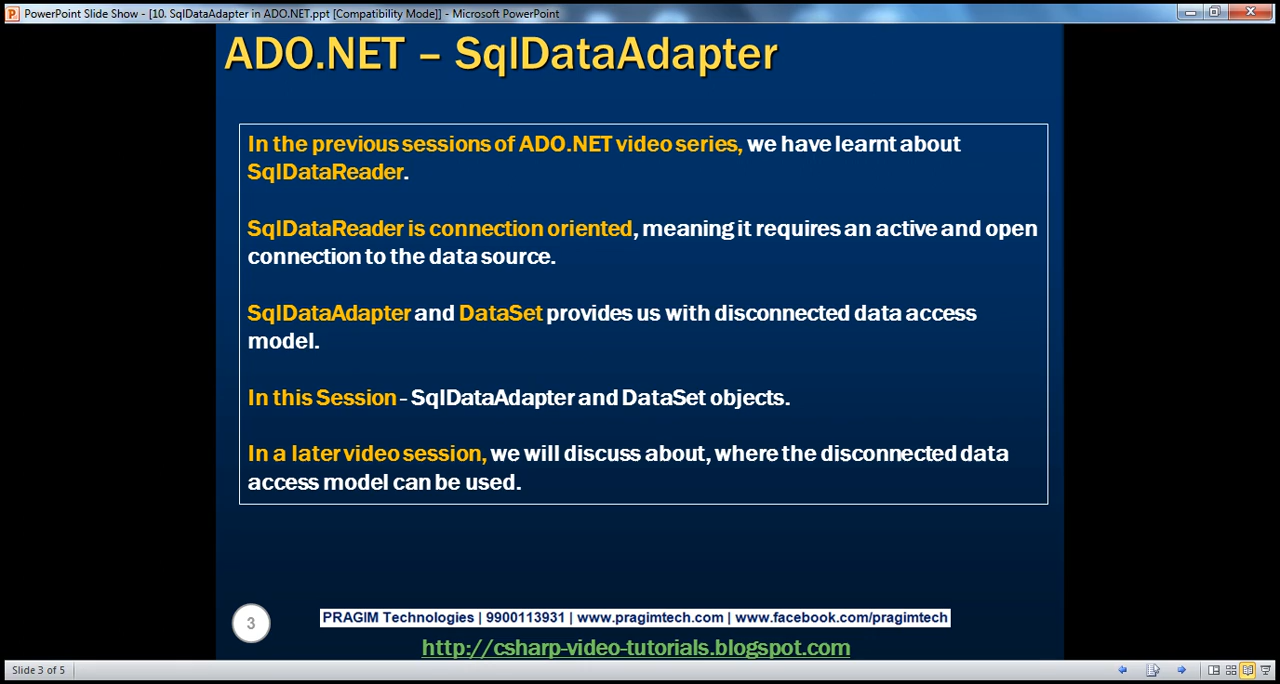 PowerPoint Slide Show - [10. SqlDataAdapter in ADO.NET.ppt [Compatibility Mode]] - Microsoft PowerPoint
ADO.NET – SqlDataAdapter
In the previous sessions of ADO.NET video series, we have learnt about
SqlDataReader.
SqlDataReader is connection oriented, meaning it requires an active and open
connection to the data source.
SqlDataAdapter and DataSet provides us with disconnected data access
model.
In this Session - SqlDataAdapter and DataSet objects.
In a later video session, we will discuss about, where the disconnected data
access model can be used.
3
PRAGIM Technologies | 9900113931 | www.pragimtech.com | www.facebook.com/pragimtech
http://csharp-video-tutorials.blogspot.com
Slide 3 of 5